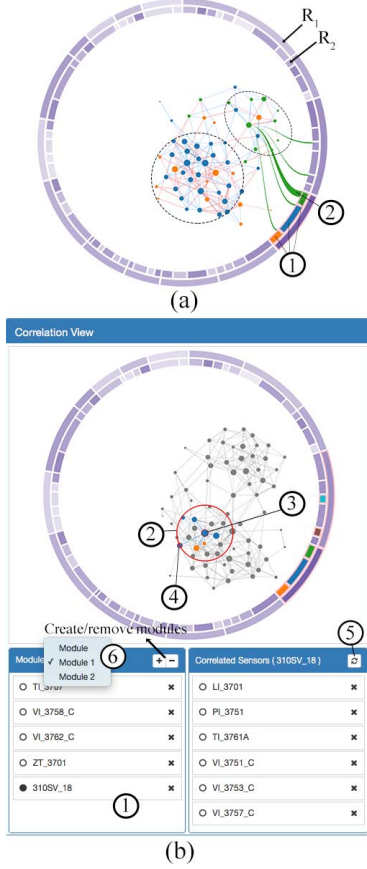 R1
R2
2
1
(a)
Correlation View
3
2
4
Create/remove modules
5
Module
Module
✓ Module 1
Module 2
6
+ −
Correlated Sensors ( 310SV_18 )
TI_3707
VI_3758_C
VI_3762_C
ZT_3701
310SV_18
1
LI_3701
PI_3751
TI_3761A
VI_3751_C
VI_3753_C
VI_3757_C
(b)